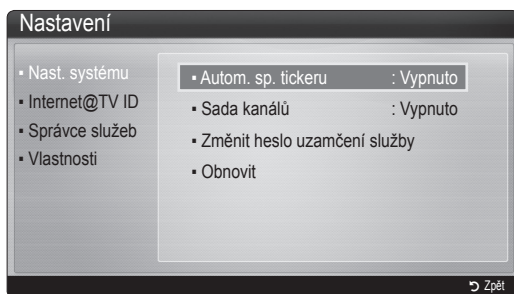 Nastavení
▪ Nast. systému
▪ Internet@TV ID
▪ Správce služeb
▪ Vlastnosti
▪ Autom. sp. tickeru : Vypnuto
▪ Sada kanálů : Vypnuto
▪ Změnit heslo uzamčení služby
▪ Obnovit
Zpět